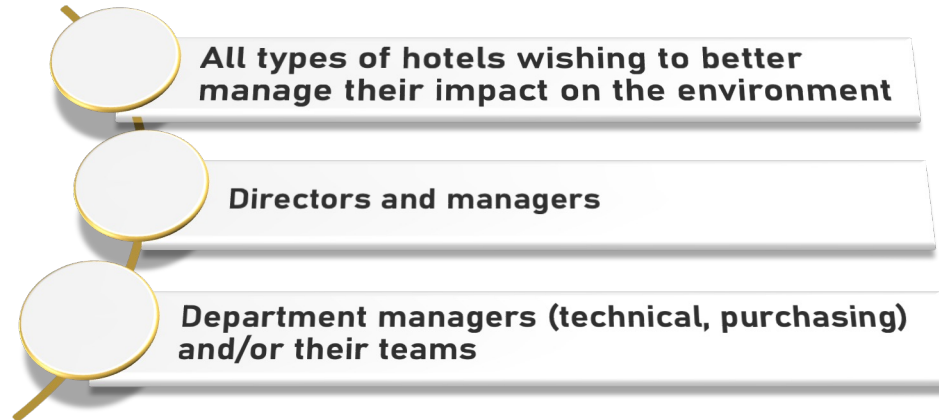 All types of hotels wishing to better
manage their impact on the environment
Directors and managers
Department managers (technical, purchasing)
and/or their teams